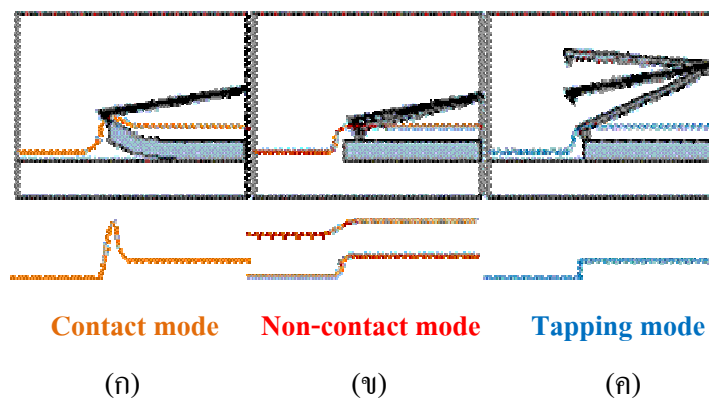 Contact mode Non-contact mode Tapping mode
(ก) (ข) (ค)